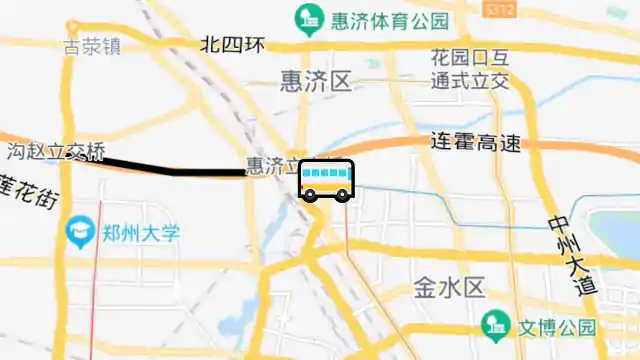 S312
惠济体育公园
古荥镇
北四环
花园口互
通式立交
惠济区
连霍高速
沟赵立交桥
惠济立
莲花街
郑州大学
中州大道
金水区
文博公园